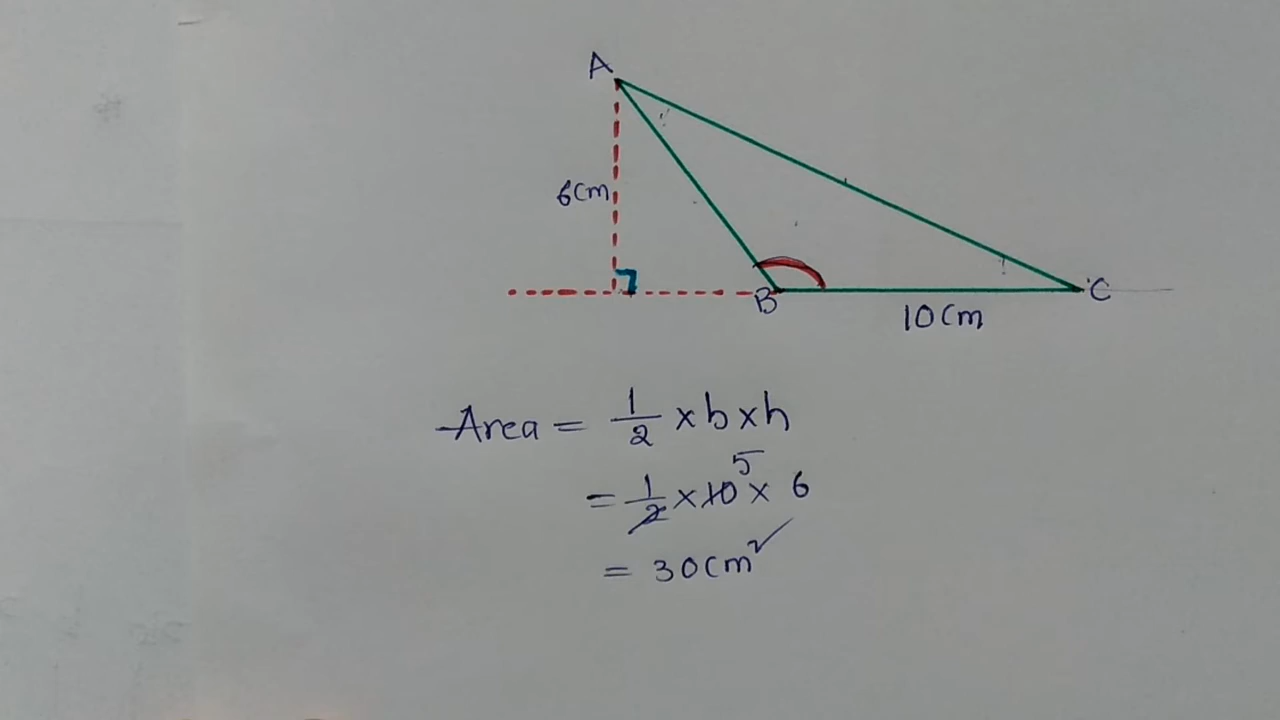 A
6cm
B
C
10cm
Area = 1/2 × b × h
5
= 1/2 × 10 × 6
= 30cm²